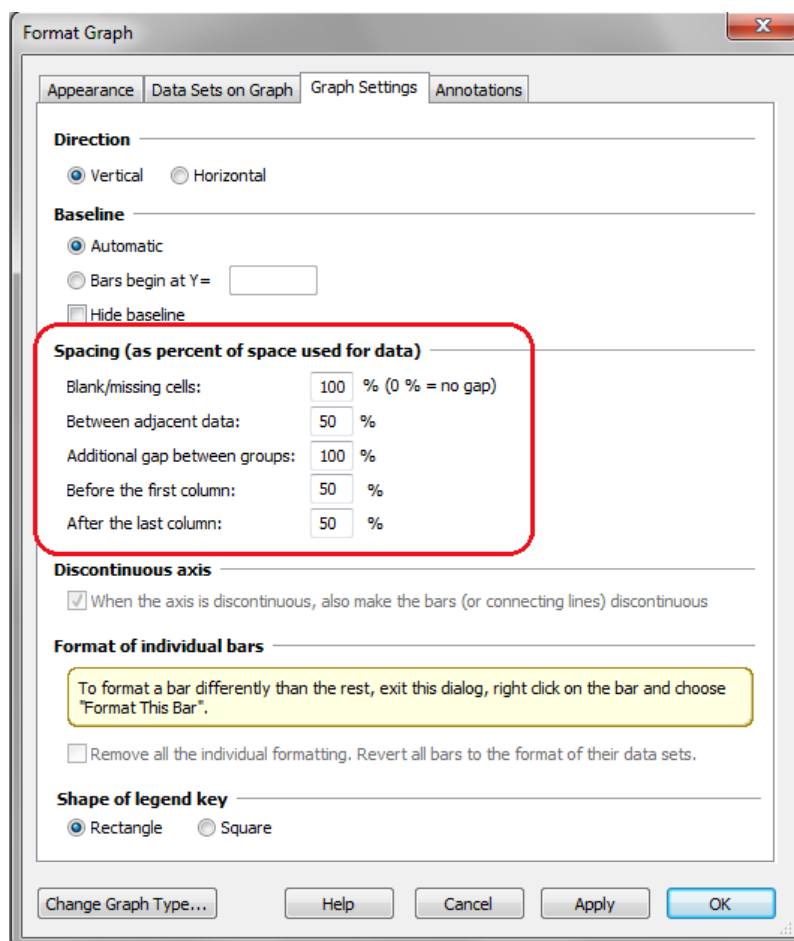 Format Graph
Appearance Data Sets on Graph Graph Settings Annotations
Direction
Vertical Horizontal
Baseline
Automatic
Bars begin at Y=
Hide baseline
Spacing (as percent of space used for data)
Blank/missing cells: 100 % (0 % = no gap)
Between adjacent data: 50 %
Additional gap between groups: 100 %
Before the first column: 50 %
After the last column: 50 %
Discontinuous axis
When the axis is discontinuous, also make the bars (or connecting lines) discontinuous
Format of individual bars
To format a bar differently than the rest, exit this dialog, right click on the bar and choose
"Format This Bar".
Remove all the individual formatting. Revert all bars to the format of their data sets.
Shape of legend key
Rectangle Square
Change Graph Type... Help Cancel Apply OK